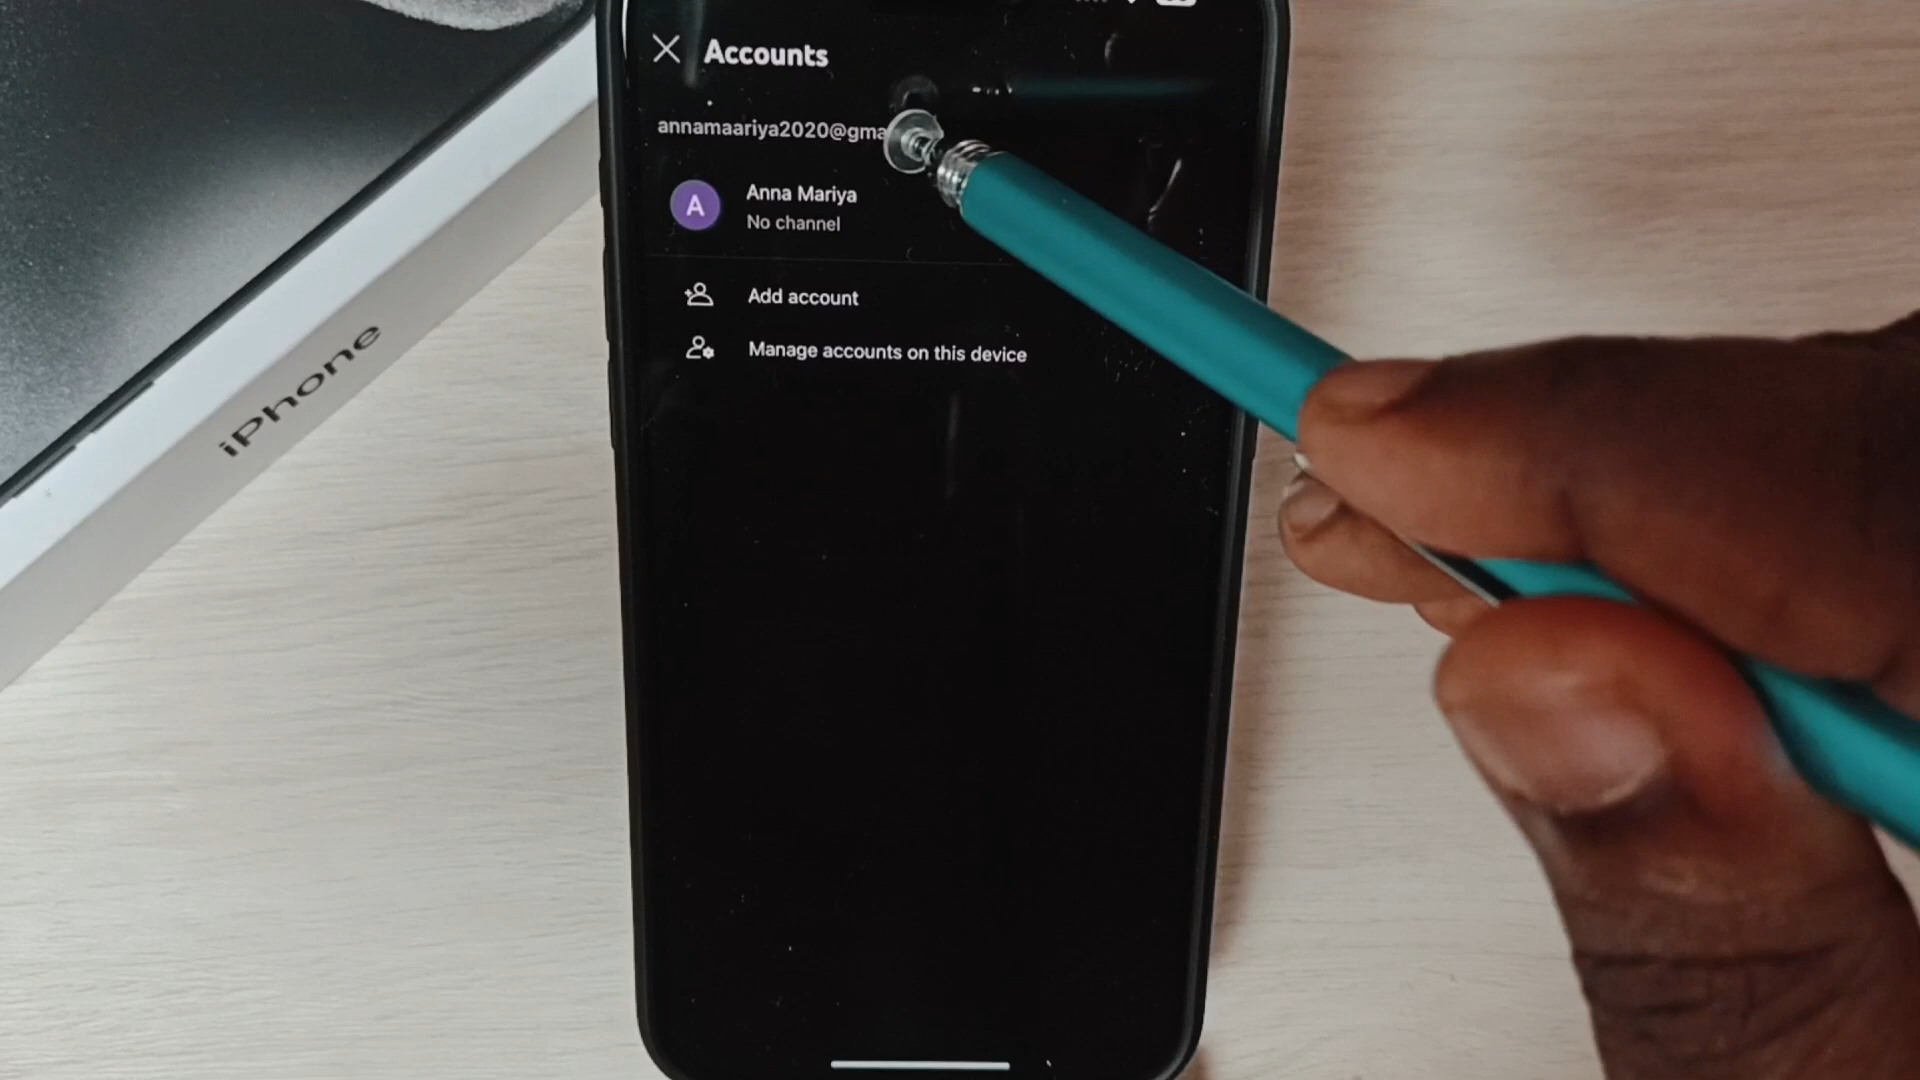 Accounts
annamaariya2020@gma
A
Anna Mariya
No channel
Add account
Manage accounts on this device
iPhone